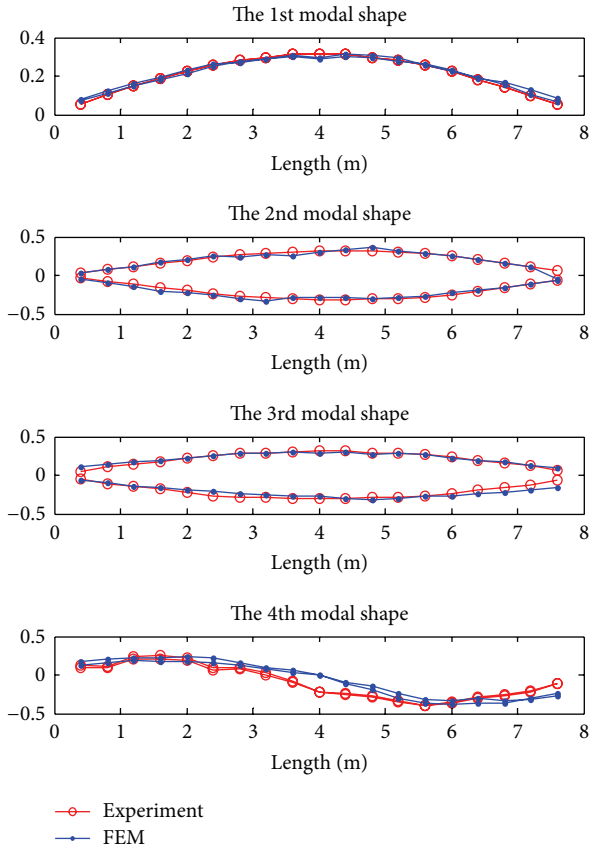 The 1st modal shape
0.4
0.2
0
0 1 2 3 4 5 6 7 8
Length (m)
The 2nd modal shape
0.5
0
−0.5
0 1 2 3 4 5 6 7 8
Length (m)
The 3rd modal shape
0.5
0
−0.5
0 1 2 3 4 5 6 7 8
Length (m)
The 4th modal shape
0.5
0
−0.5
0 1 2 3 4 5 6 7 8
Length (m)
Experiment
FEM